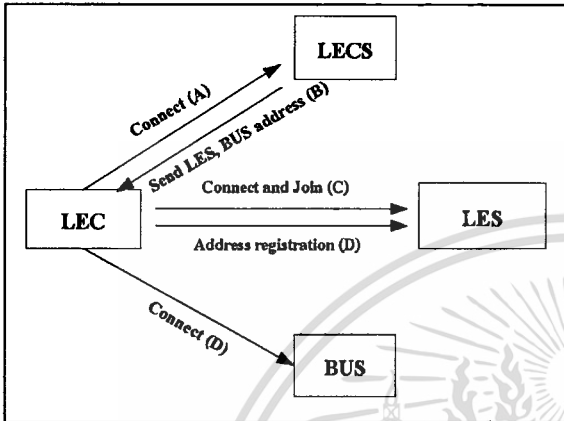 LECS
Connect (A)
Send LES, BUS address (B)
Connect and Join (C)
LEC
LES
Address registration (D)
Connect (D)
BUS